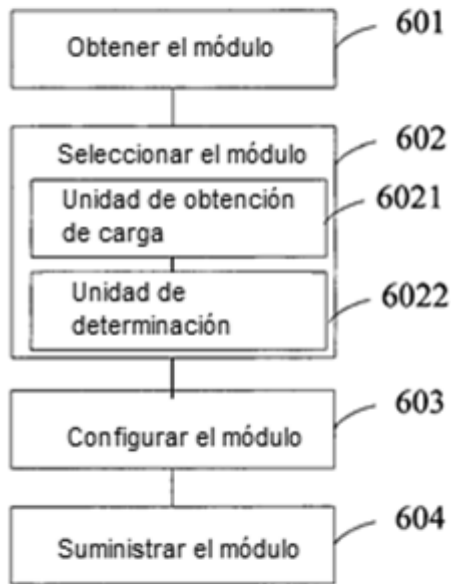 601
Obtener el módulo
602
Seleccionar el módulo
6021
Unidad de obtención
de carga
6022
Unidad de
determinación
603
Configurar el módulo
604
Suministrar el módulo